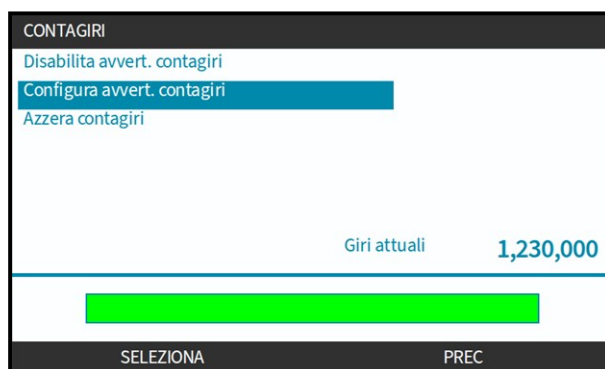 CONTAGIRI
Disabilita avvert. contagiri
Configura avvert. contagiri
Azzera contagiri
Giri attuali 1,230,000
SELEZIONA PREC